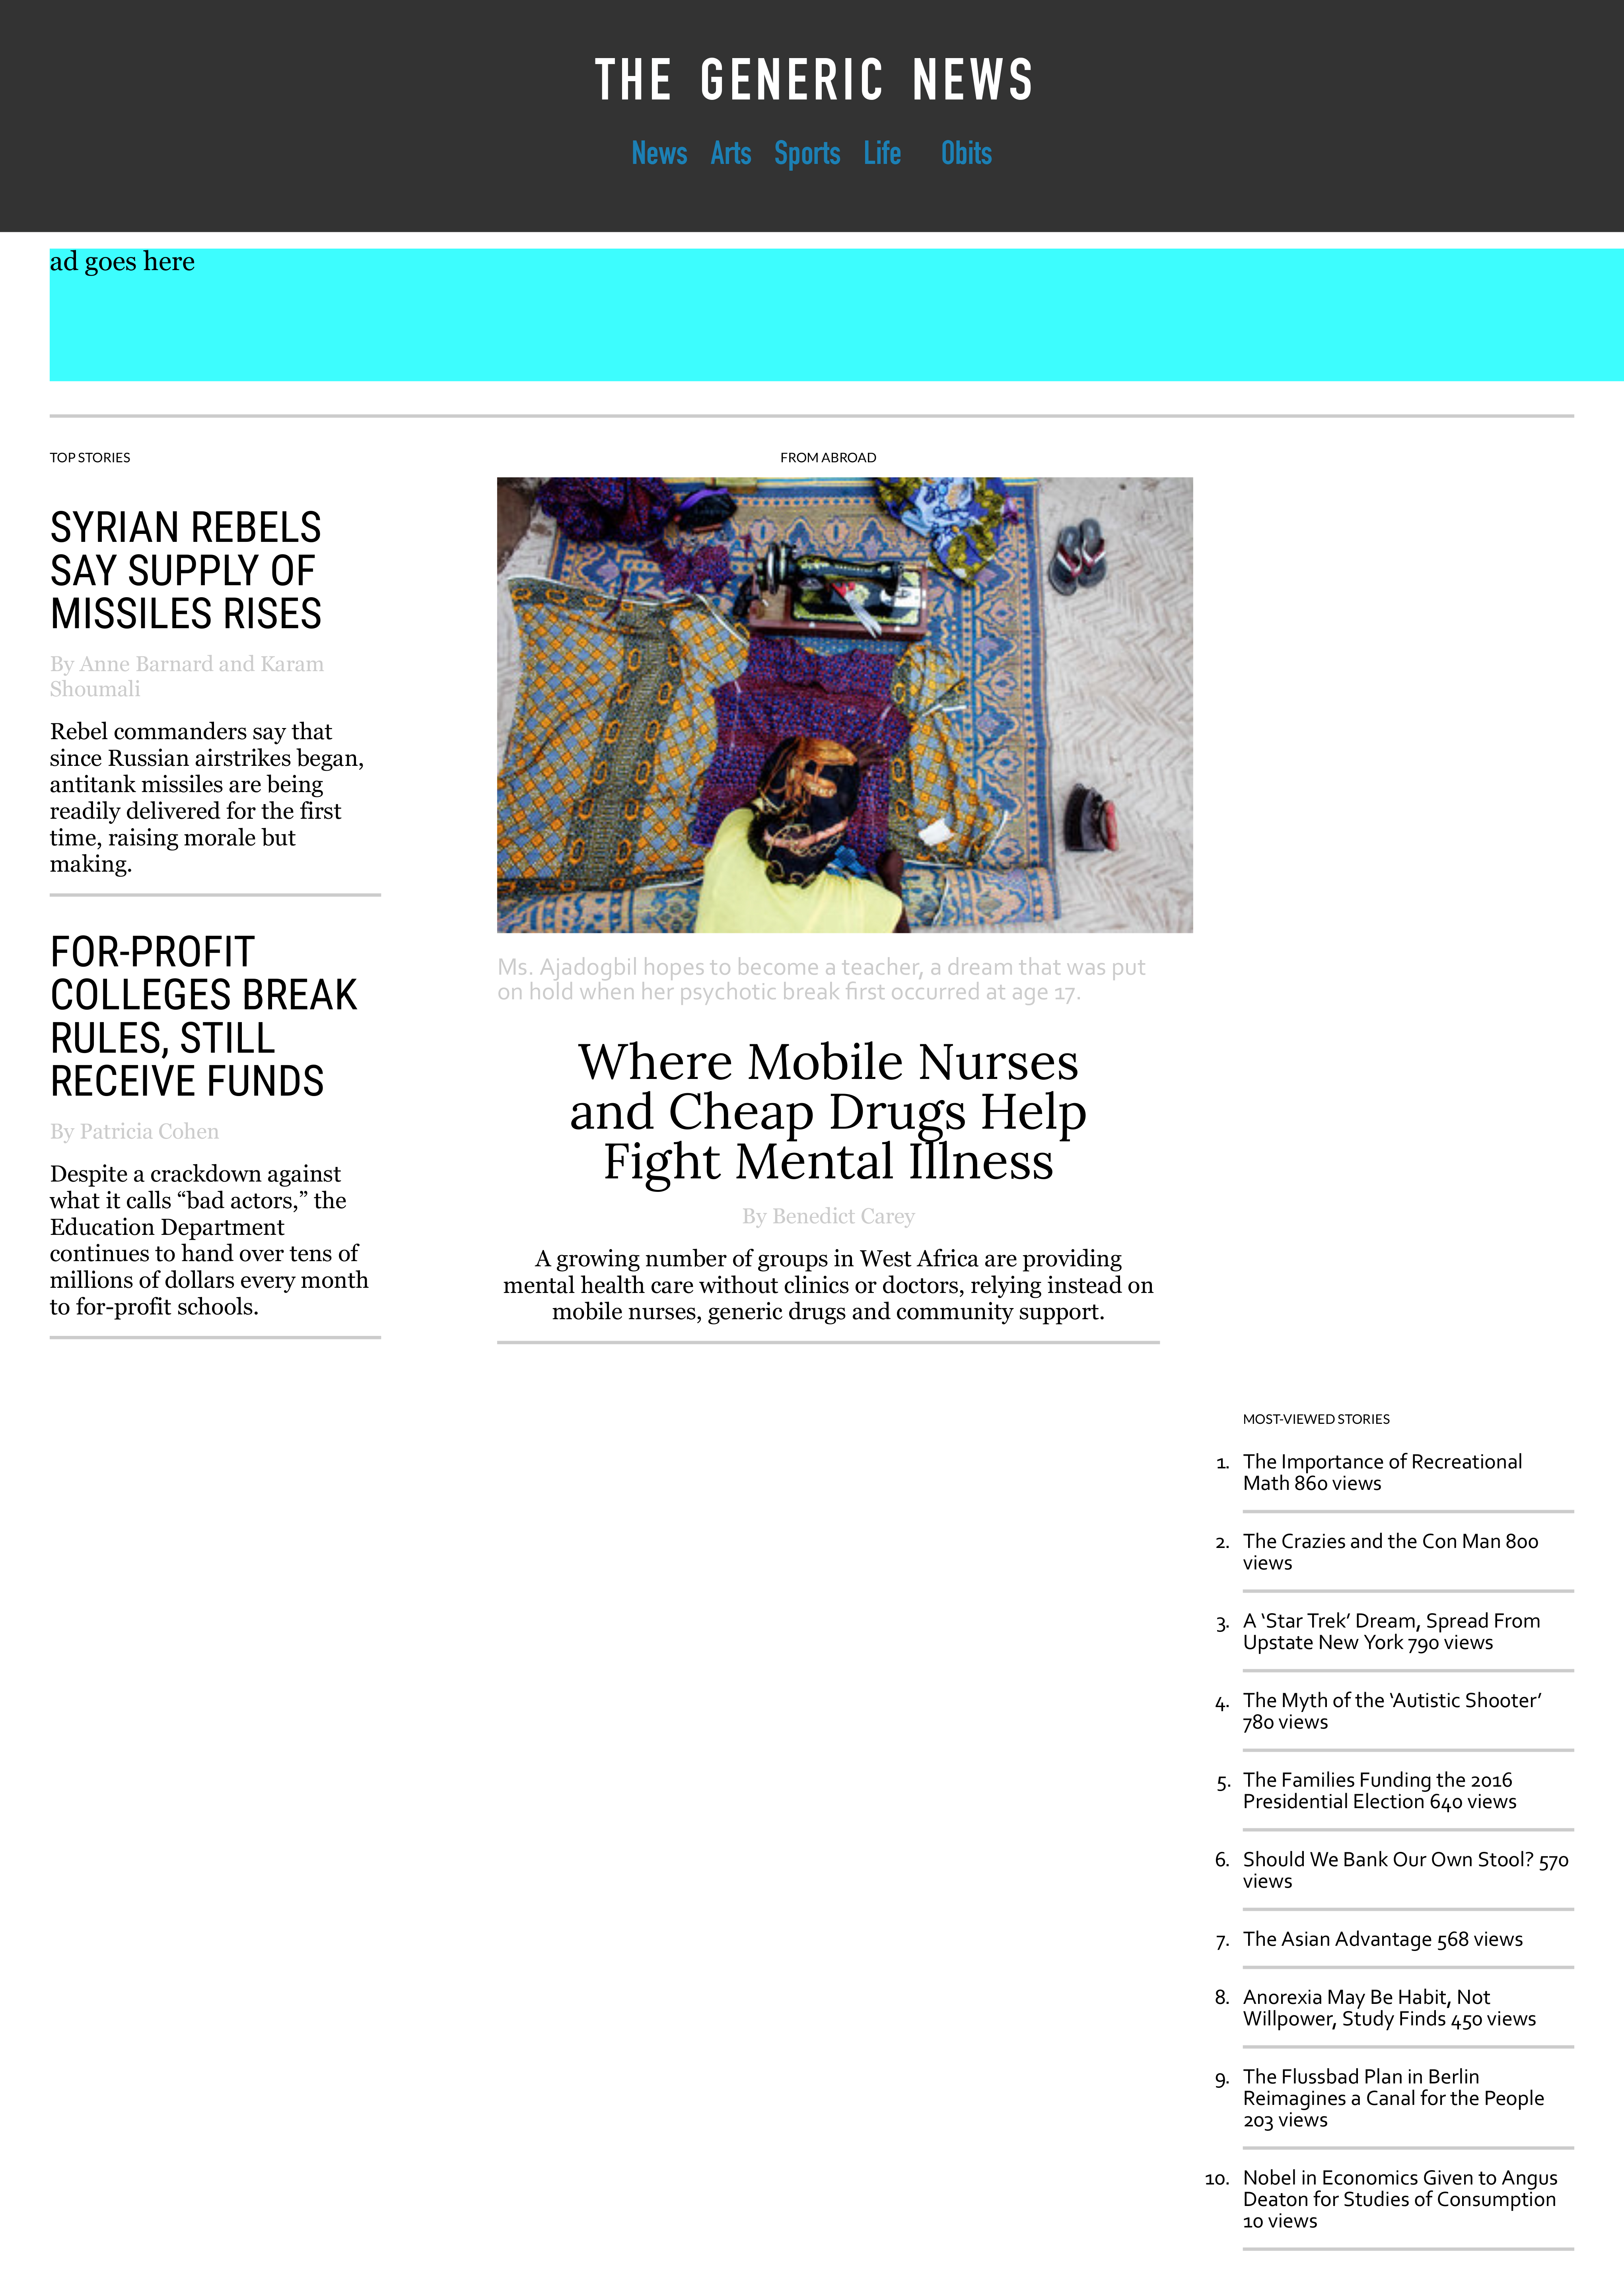 THE GENERIC NEWS
News Arts Sports Life Obits
ad goes here
TOP STORIES
SYRIAN REBELS
SAY SUPPLY OF
MISSILES RISES
By Anne Barnard and Karam
Shoumali
Rebel commanders say that
since Russian airstrikes began,
antitank missiles are being
readily delivered for the first
time, raising morale but
making.
FOR-PROFIT
COLLEGES BREAK
RULES, STILL
RECEIVE FUNDS
By Patricia Cohen
Despite a crackdown against
what it calls “bad actors,” the
Education Department
continues to hand over tens of
millions of dollars every month
to for-profit schools.
FROM ABROAD
Ms. Ajadogbil hopes to become a teacher, a dream that was put
on hold when her psychotic break first occurred at age 17.
Where Mobile Nurses
and Cheap Drugs Help
Fight Mental Illness
By Benedict Carey
A growing number of groups in West Africa are providing
mental health care without clinics or doctors, relying instead on
mobile nurses, generic drugs and community support.
MOST-VIEWED STORIES
1. The Importance of Recreational
Math 860 views
2. The Crazies and the Con Man 800
views
3. A ‘Star Trek’ Dream, Spread From
Upstate New York 790 views
4. The Myth of the ‘Autistic Shooter’
780 views
5. The Families Funding the 2016
Presidential Election 640 views
6. Should We Bank Our Own Stool? 570
views
7. The Asian Advantage 568 views
8. Anorexia May Be Habit, Not
Willpower, Study Finds 450 views
9. The Flussbad Plan in Berlin
Reimagines a Canal for the People
203 views
10. Nobel in Economics Given to Angus
Deaton for Studies of Consumption
10 views